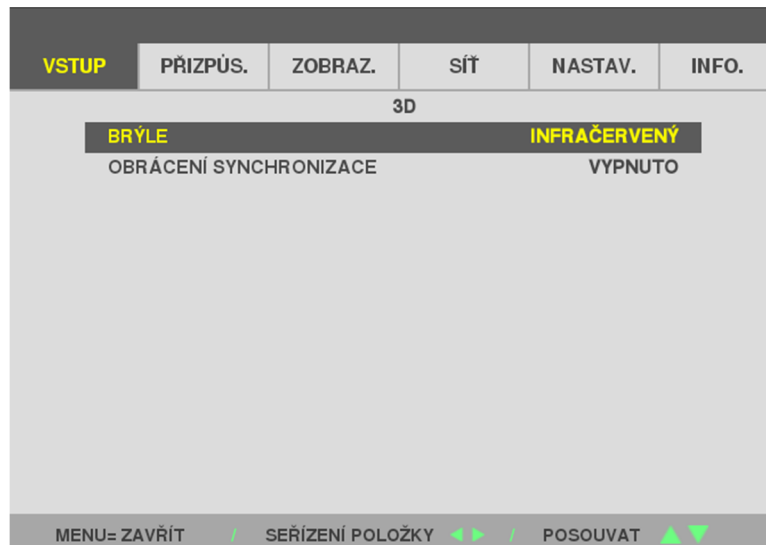 VSTUP PŘIZPŮS. ZOBRAZ. SÍŤ NASTAV. INFO.
3D
BRÝLE INFRAČERVENÝ
OBRÁCENÍ SYNCHRONIZACE VYPNUTO
MENU= ZAVŘÍT / SEŘÍZENÍ POLOŽKY ◀ ▶ / POSOUVAT ▲ ▼